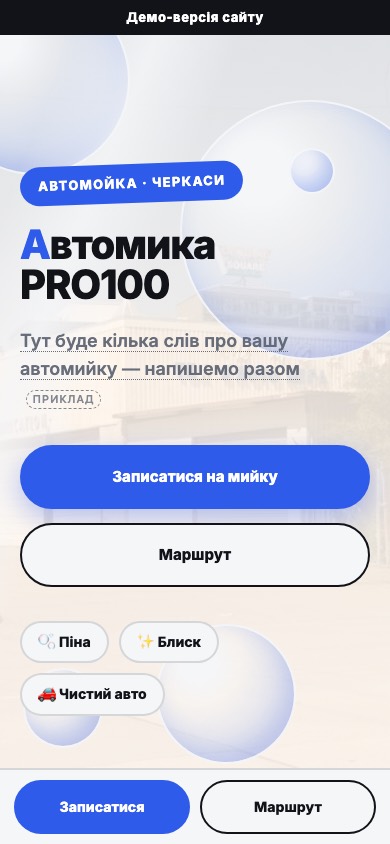 Демо-версія сайту
АВТОМОЙКА · ЧЕРКАСИ
Автомика
PRO100
Тут буде кілька слів про вашу
автомийку — напишемо разом
ПРИКЛАД
Записатися на мийку
Маршрут
Піна
Блиск
Чистий авто
Записатися
Маршрут